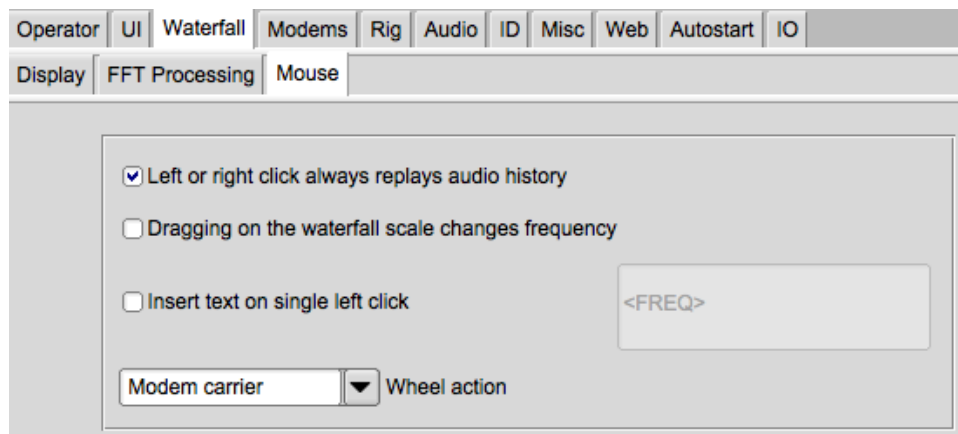 Operator UI Waterfall Modems Rig Audio ID Misc Web Autostart IO
Display FFT Processing Mouse
Left or right click always replays audio history
Dragging on the waterfall scale changes frequency
Insert text on single left click <FREQ>
Modem carrier Wheel action